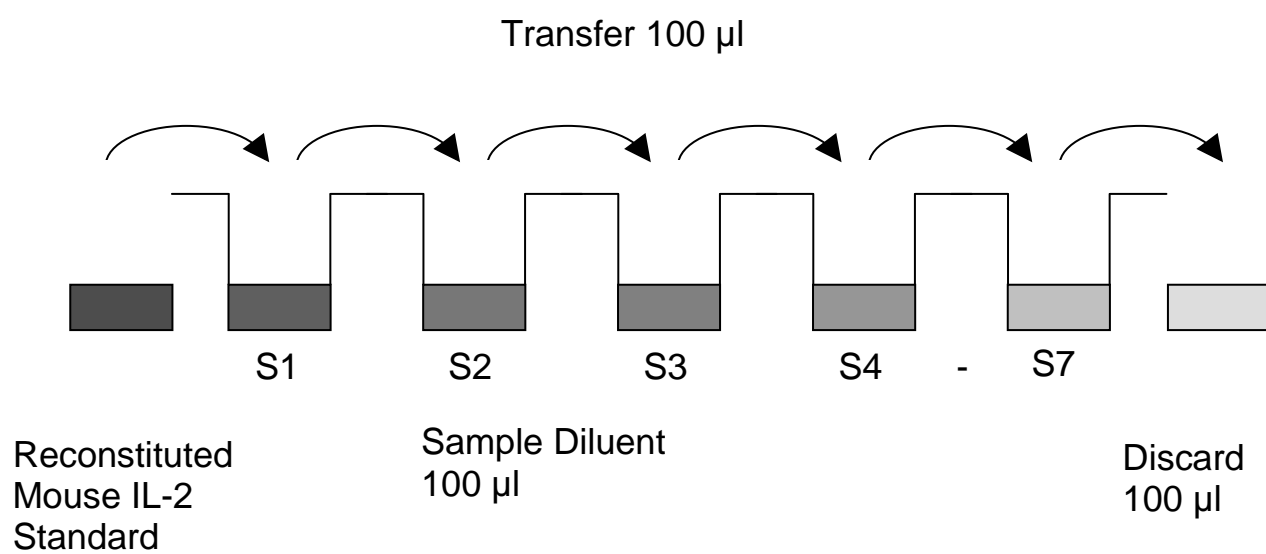 Transfer 100 µl
S1 S2 S3 S4 - S7
Reconstituted
Mouse IL-2
Standard
Sample Diluent
100 µl
Discard
100 µl